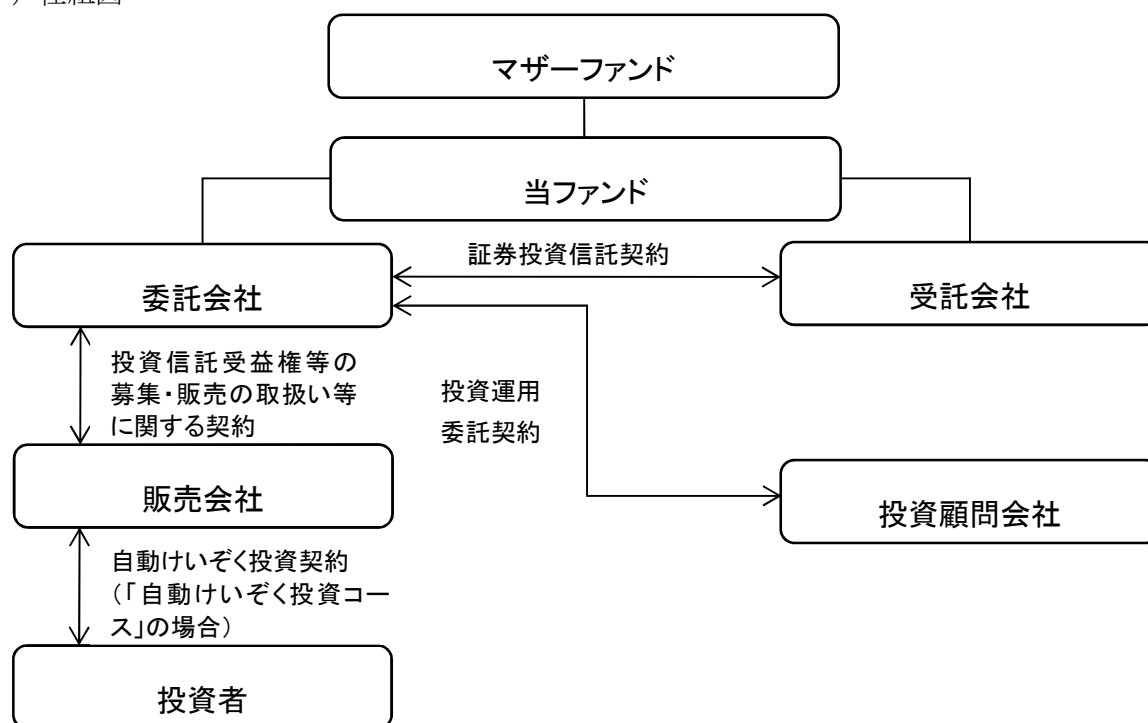 マザーファンド
当ファンド
証券投資信託契約
委託会社
受託会社
投資信託受益権等の
募集・販売の取扱い等
に関する契約
投資運用
委託契約
販売会社
投資顧問会社
自動けいぞく投資契約
(「自動けいぞく投資コー
ス」の場合)
投資者